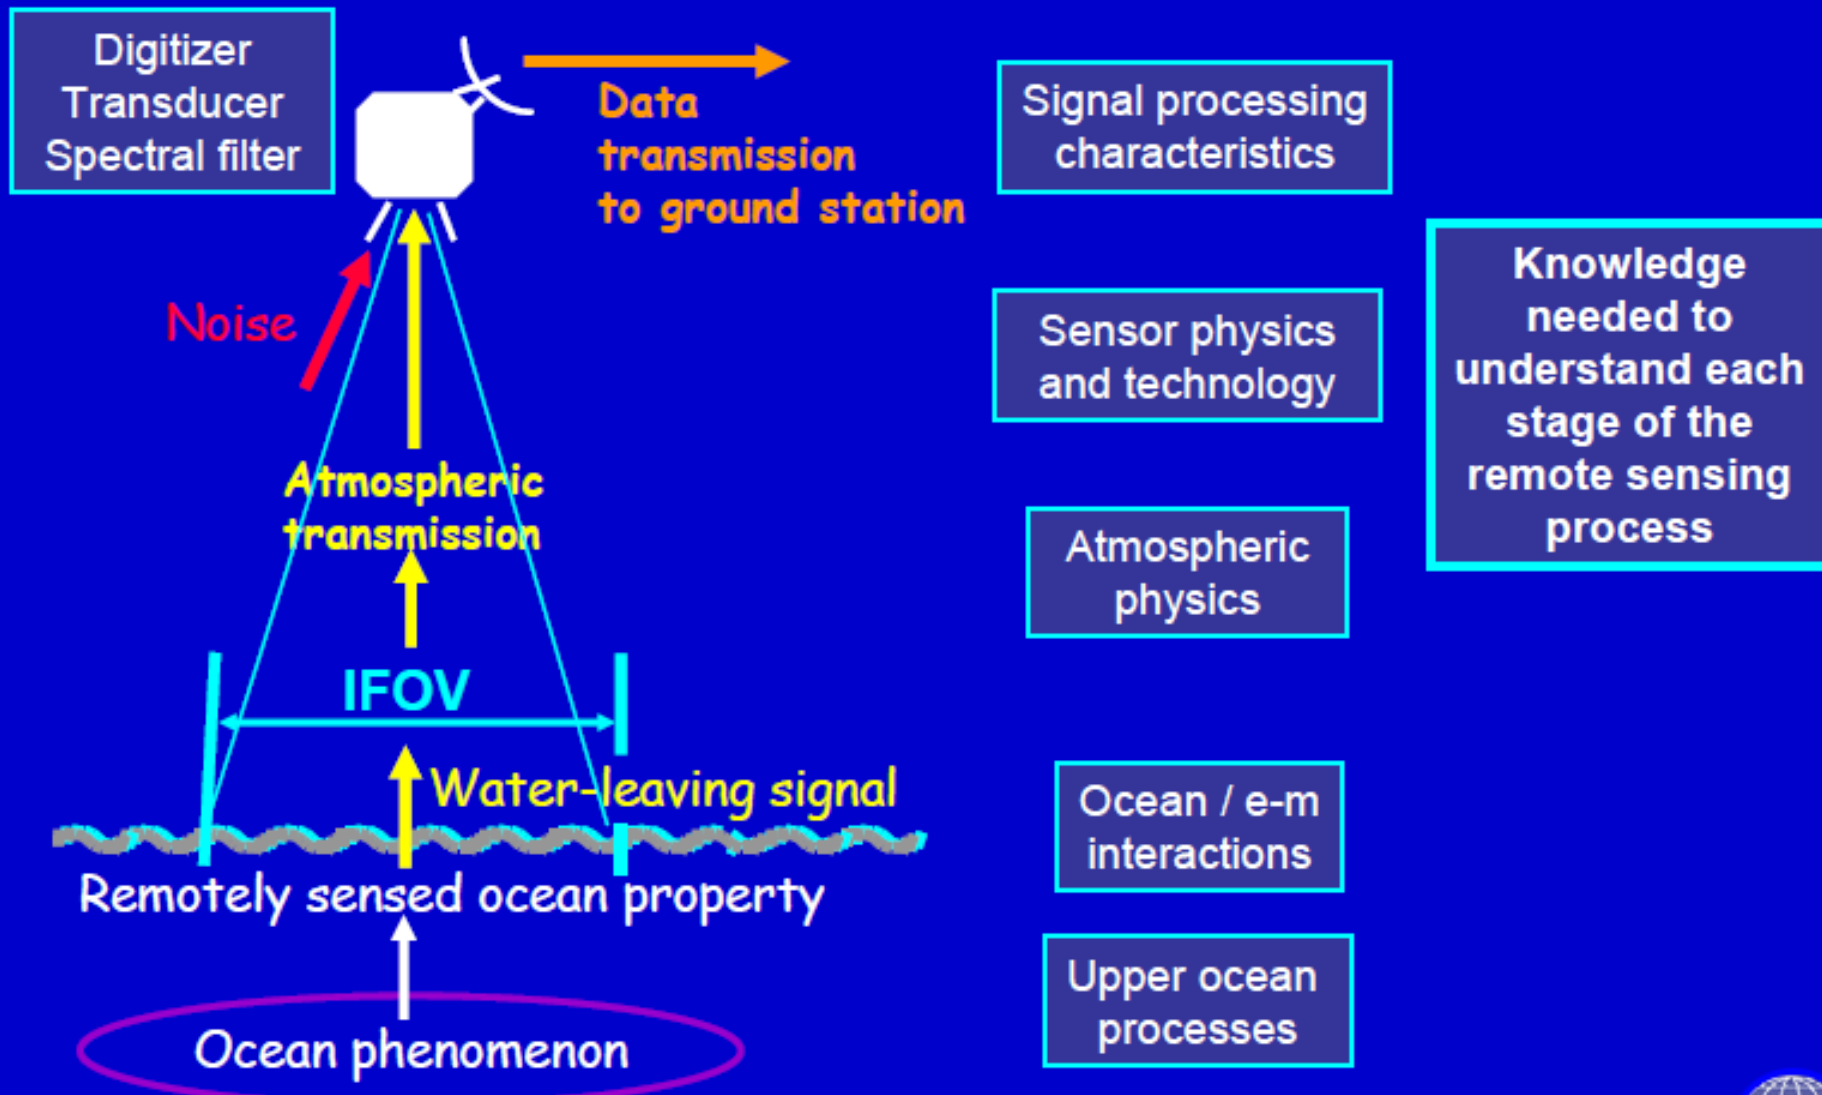 Digitizer
Transducer
Spectral filter
Data
transmission
to ground station
Noise
Atmospheric
transmission
IFOV
Water-leaving signal
Remotely sensed ocean property
Ocean phenomenon
Signal processing
characteristics
Sensor physics
and technology
Atmospheric
physics
Ocean / e-m
interactions
Upper ocean
processes
Knowledge
needed to
understand each
stage of the
remote sensing
process